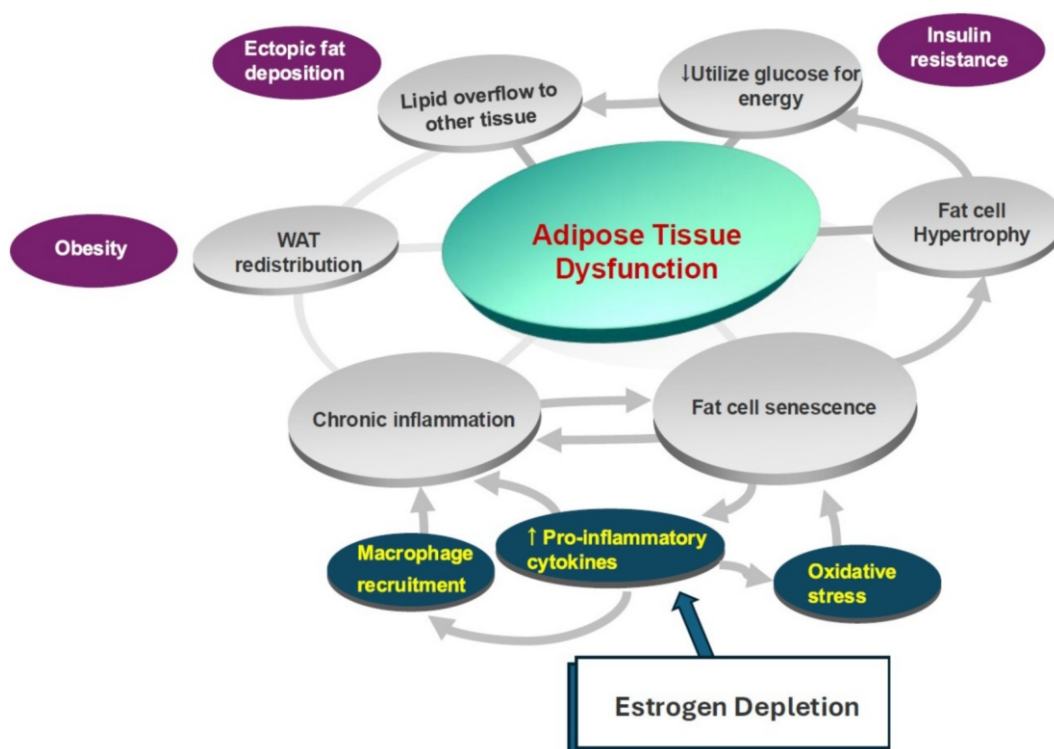 Ectopic fat
deposition
Insulin
resistance
Lipid overflow to
other tissue
↓Utilize glucose for
energy
Obesity
WAT
redistribution
Adipose Tissue
Dysfunction
Fat cell
Hypertrophy
Chronic inflammation
Fat cell senescence
Macrophage
recruitment
↑ Pro-inflammatory
cytokines
Oxidative
stress
Estrogen Depletion